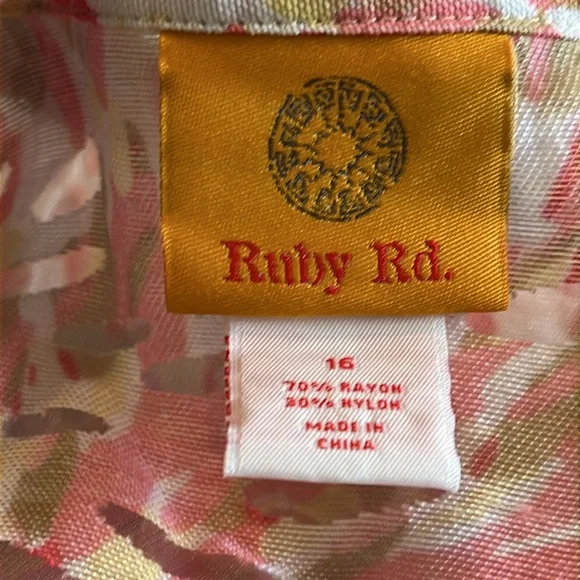 Ruby Rd.
16
70% RAYON
30% NYLON
MADE IN
CHINA